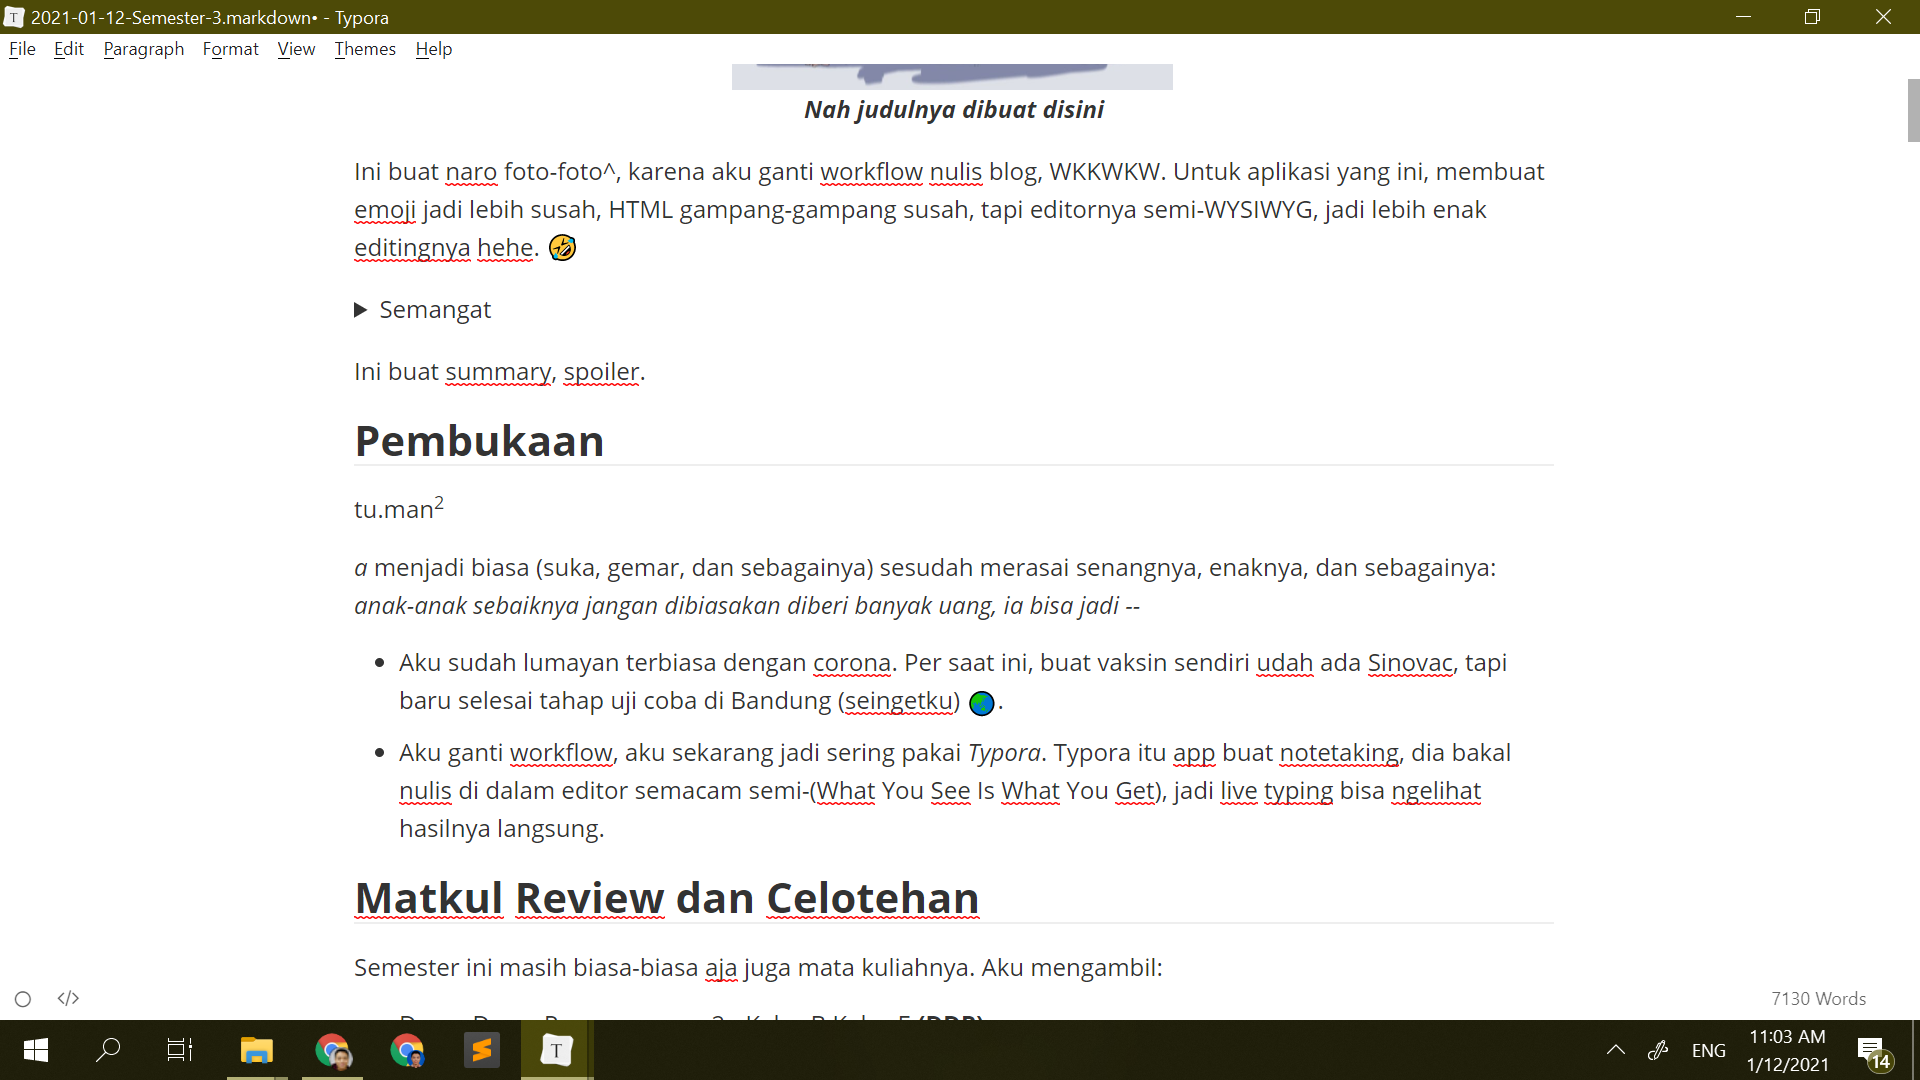 2021-01-12-Semester-3.markdown• - Typora
File Edit Paragraph Format View Themes Help
Nah judulnya dibuat disini
Ini buat naro foto-foto^, karena aku ganti workflow nulis blog, WKKWKW. Untuk aplikasi yang ini, membuat
emoji jadi lebih susah, HTML gampang-gampang susah, tapi editornya semi-WYSIWYG, jadi lebih enak
editingnya hehe. 🤣
▶ Semangat
Ini buat summary, spoiler.
Pembukaan
tu.man²
a menjadi biasa (suka, gemar, dan sebagainya) sesudah merasai senangnya, enaknya, dan sebagainya:
anak-anak sebaiknya jangan dibiasakan diberi banyak uang, ia bisa jadi --
• Aku sudah lumayan terbiasa dengan corona. Per saat ini, buat vaksin sendiri udah ada Sinovac, tapi
baru selesai tahap uji coba di Bandung (seingetku) 🌏.
• Aku ganti workflow, aku sekarang jadi sering pakai Typora. Typora itu app buat notetaking, dia bakal
nulis di dalam editor semacam semi-(What You See Is What You Get), jadi live typing bisa ngelihat
hasilnya langsung.
Matkul Review dan Celotehan
Semester ini masih biasa-biasa aja juga mata kuliahnya. Aku mengambil:
</> 7130 Words
T
ENG
11:03 AM
1/12/2021
14